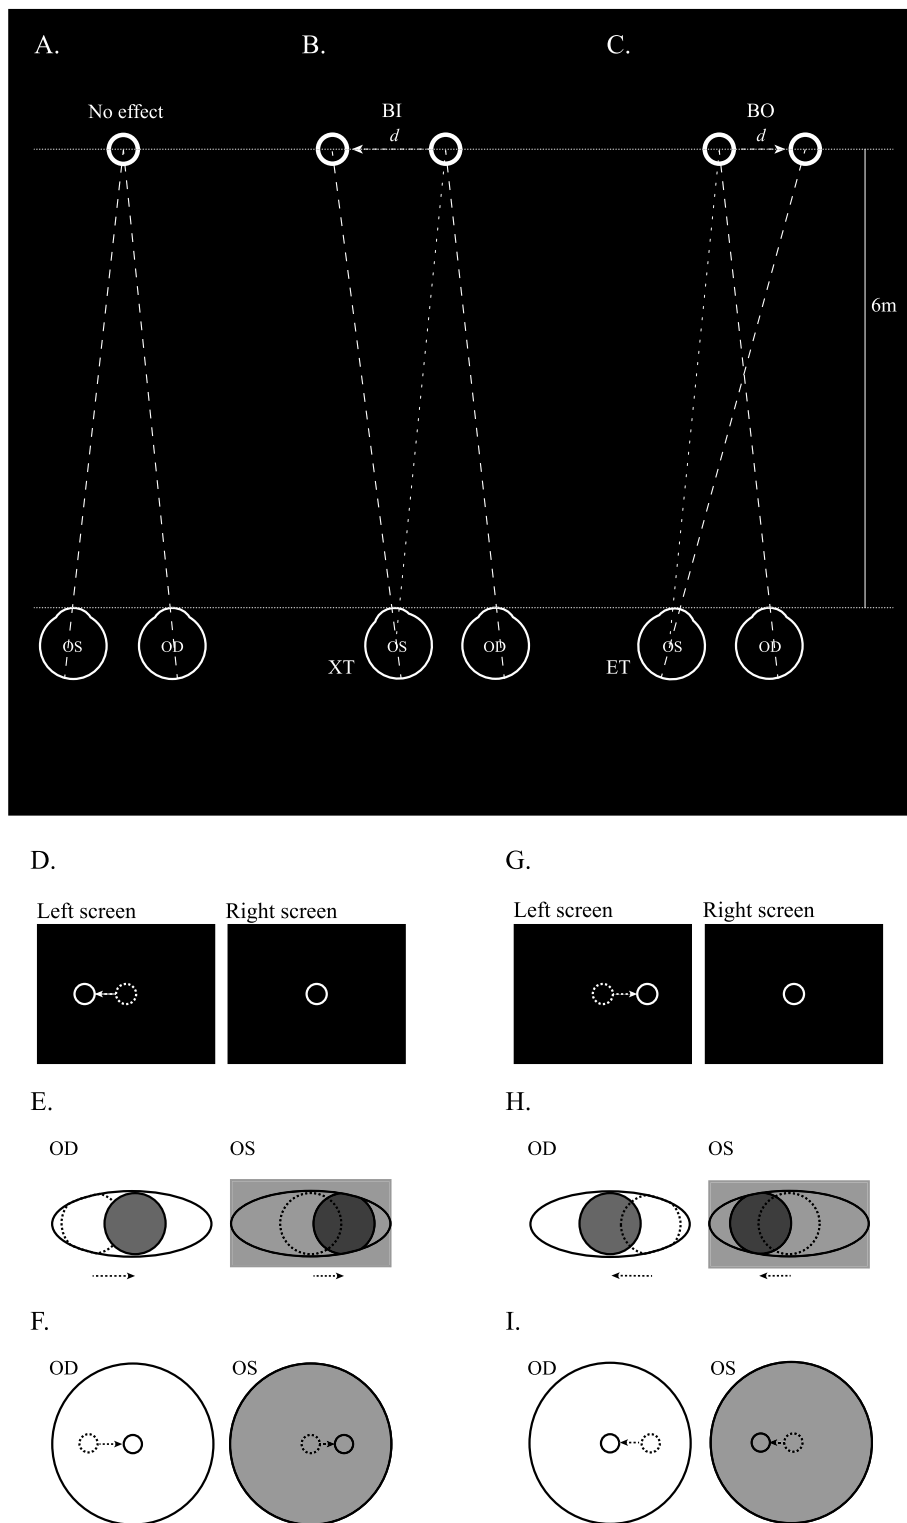 A.
B.
C.
No effect
BI
BO
d
d
6m
OS
OD
OS
OD
OS
OD
XT
ET
D.
G.
Left screen
Right screen
Left screen
Right screen
E.
H.
OD
OS
OD
OS
F.
I.
OD
OS
OD
OS